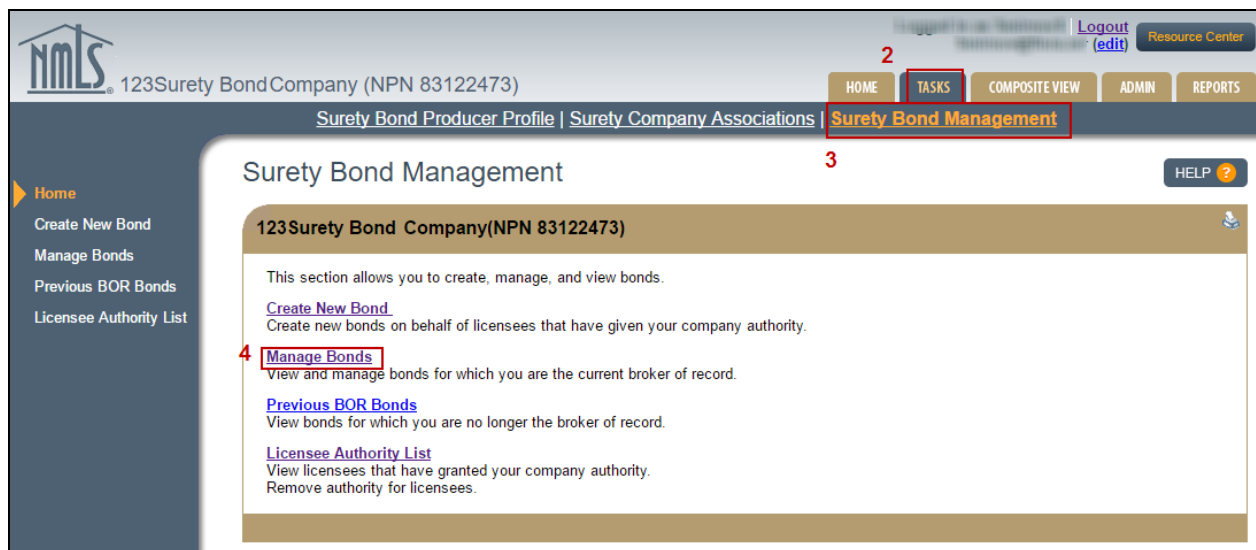 Logout
(edit)
Resource Center
NMLS®
123Surety BondCompany (NPN 83122473)
2
HOME TASKS COMPOSITE VIEW ADMIN REPORTS
Surety Bond Producer Profile | Surety Company Associations | Surety Bond Management
3
Surety Bond Management
HELP ?
Home
Create New Bond
Manage Bonds
Previous BOR Bonds
Licensee Authority List
123Surety Bond Company(NPN 83122473)
This section allows you to create, manage, and view bonds.
Create New Bond
Create new bonds on behalf of licensees that have given your company authority.
4 Manage Bonds
View and manage bonds for which you are the current broker of record.
Previous BOR Bonds
View bonds for which you are no longer the broker of record.
Licensee Authority List
View licensees that have granted your company authority.
Remove authority for licensees.